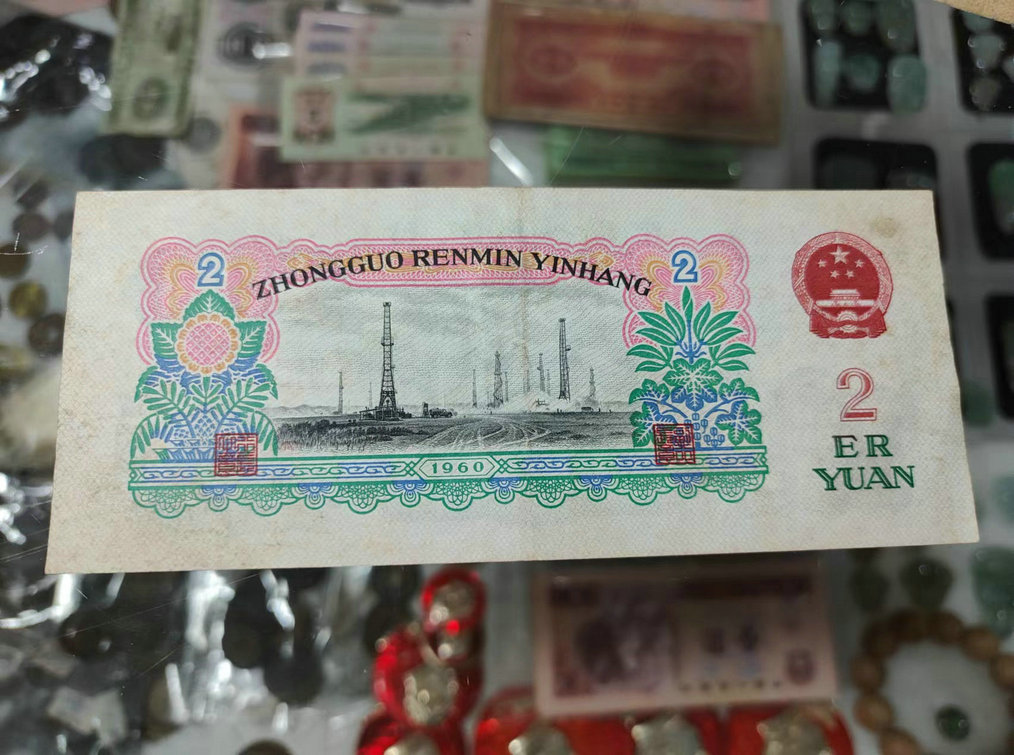 2 2
ZHONGGUO RENMIN YINHANG
2
ER
YUAN
1960